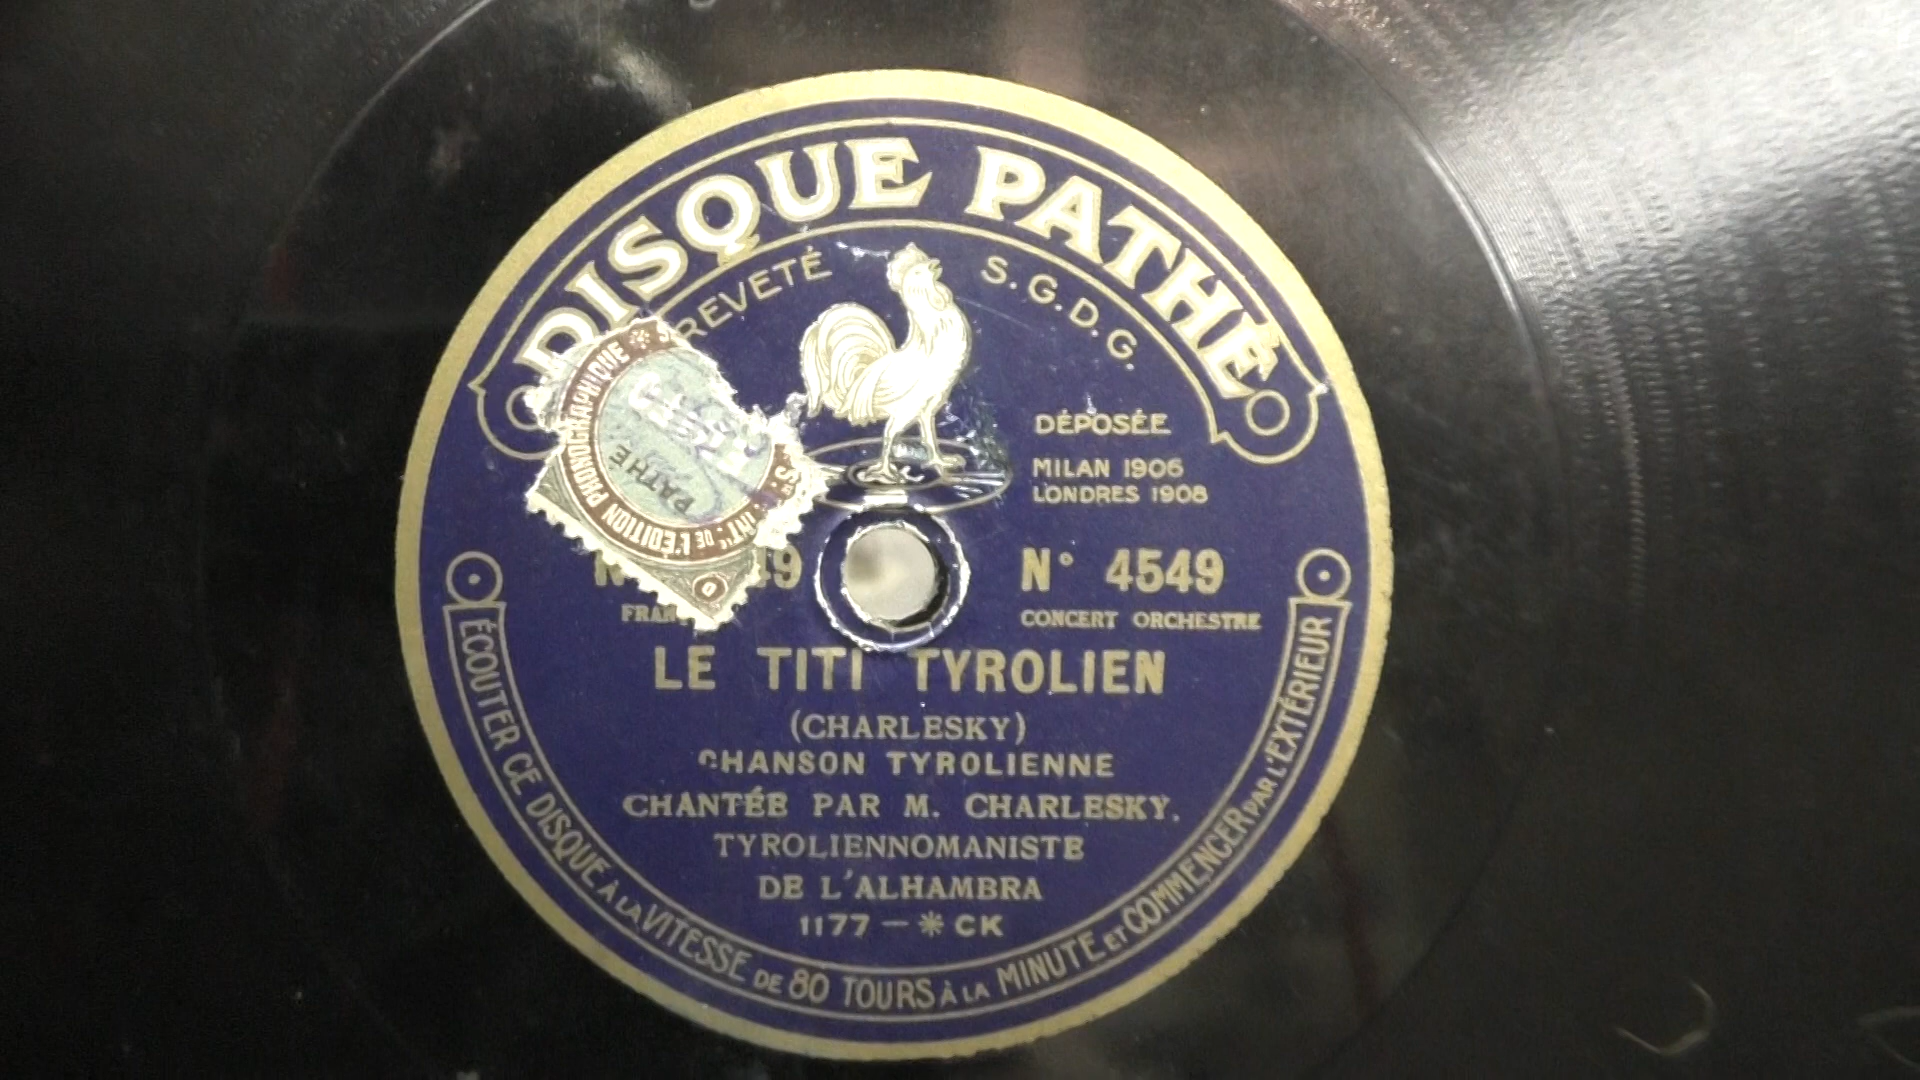 DISQUE PATHÉ
BREVETÉ S.G.D.G.
DÉPOSÉE
MILAN 1906
LONDRES 1908
Sté INTle DE L'ÉDITION PHONOGRAPHIQUE
PATHÉ
N° 4549
CONCERT ORCHESTRE
LE TITI TYROLIEN
(CHARLESKY)
CHANSON TYROLIENNE
CHANTÉE PAR M. CHARLESKY,
TYROLIENNOMANISTE
DE L'ALHAMBRA
1177 — ✳ CK
ÉCOUTER CE DISQUE À LA VITESSE DE 80 TOURS À LA MINUTE ET COMMENCER PAR L'EXTÉRIEUR